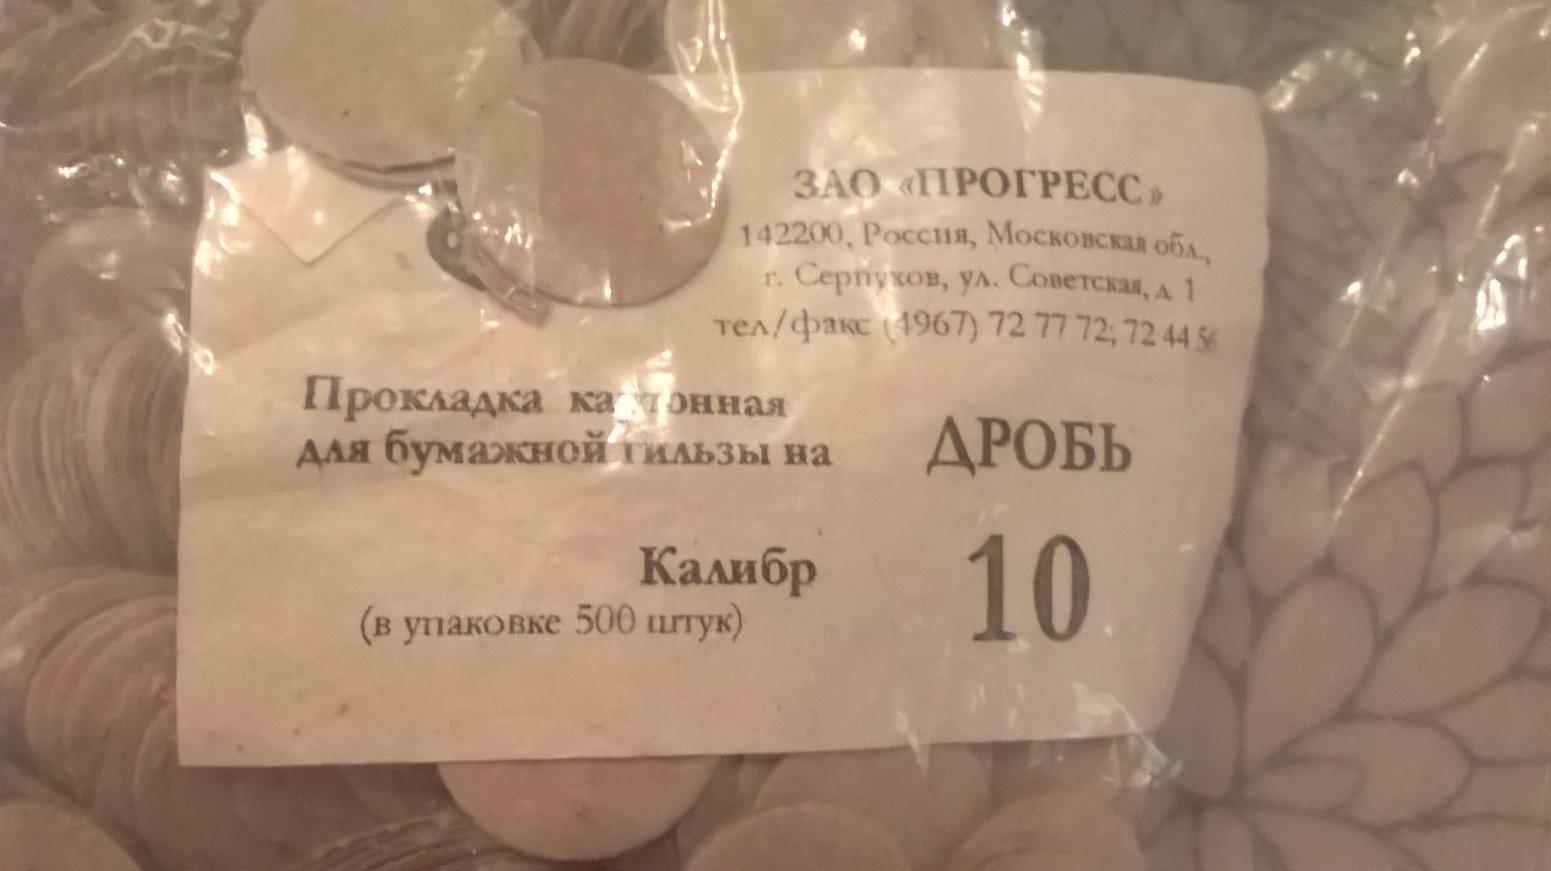 ЗАО «ПРОГРЕСС»
142200, Россия, Московская обл.,
г. Серпухов, ул. Советская, д 1
тел/факс (4967) 72 77 72; 72 44 56
Прокладка картонная
для бумажной гильзы на ДРОБЬ
Калибр 10
(в упаковке 500 штук)